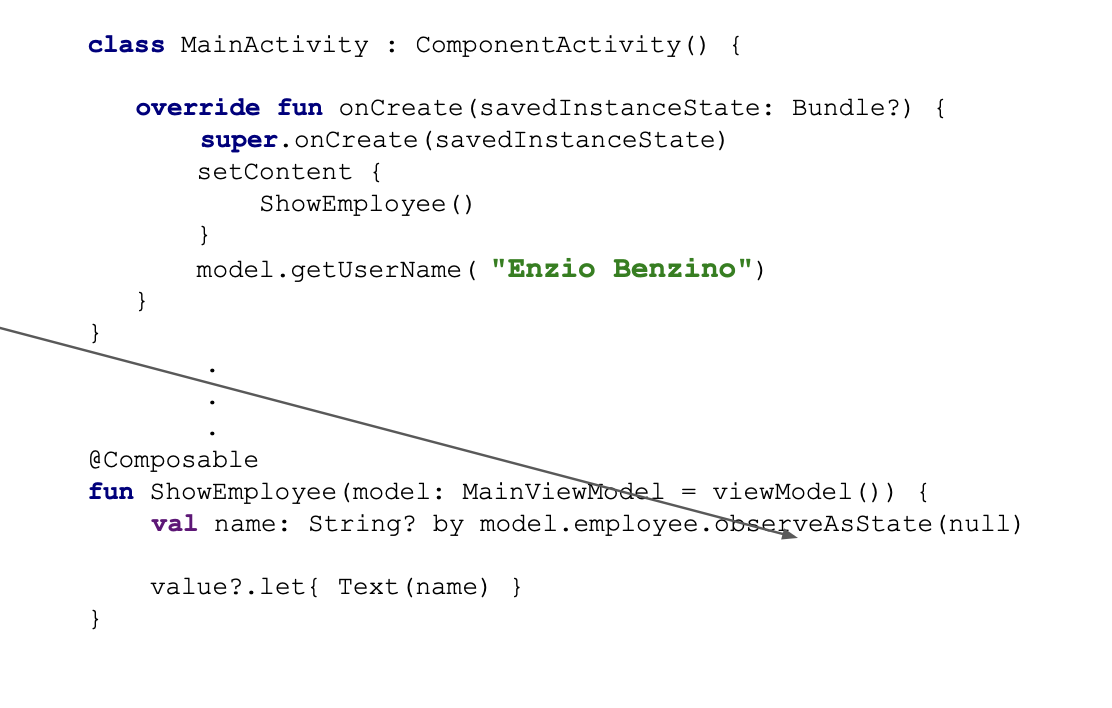 class MainActivity : ComponentActivity() {
override fun onCreate(savedInstanceState: Bundle?) {
super.onCreate(savedInstanceState)
setContent {
ShowEmployee()
}
model.getUserName( "Enzio Benzino")
}
}
.
.
.
@Composable
fun ShowEmployee(model: MainViewModel = viewModel()) {
val name: String? by model.employee.observeAsState(null)
value?.let{ Text(name) }
}